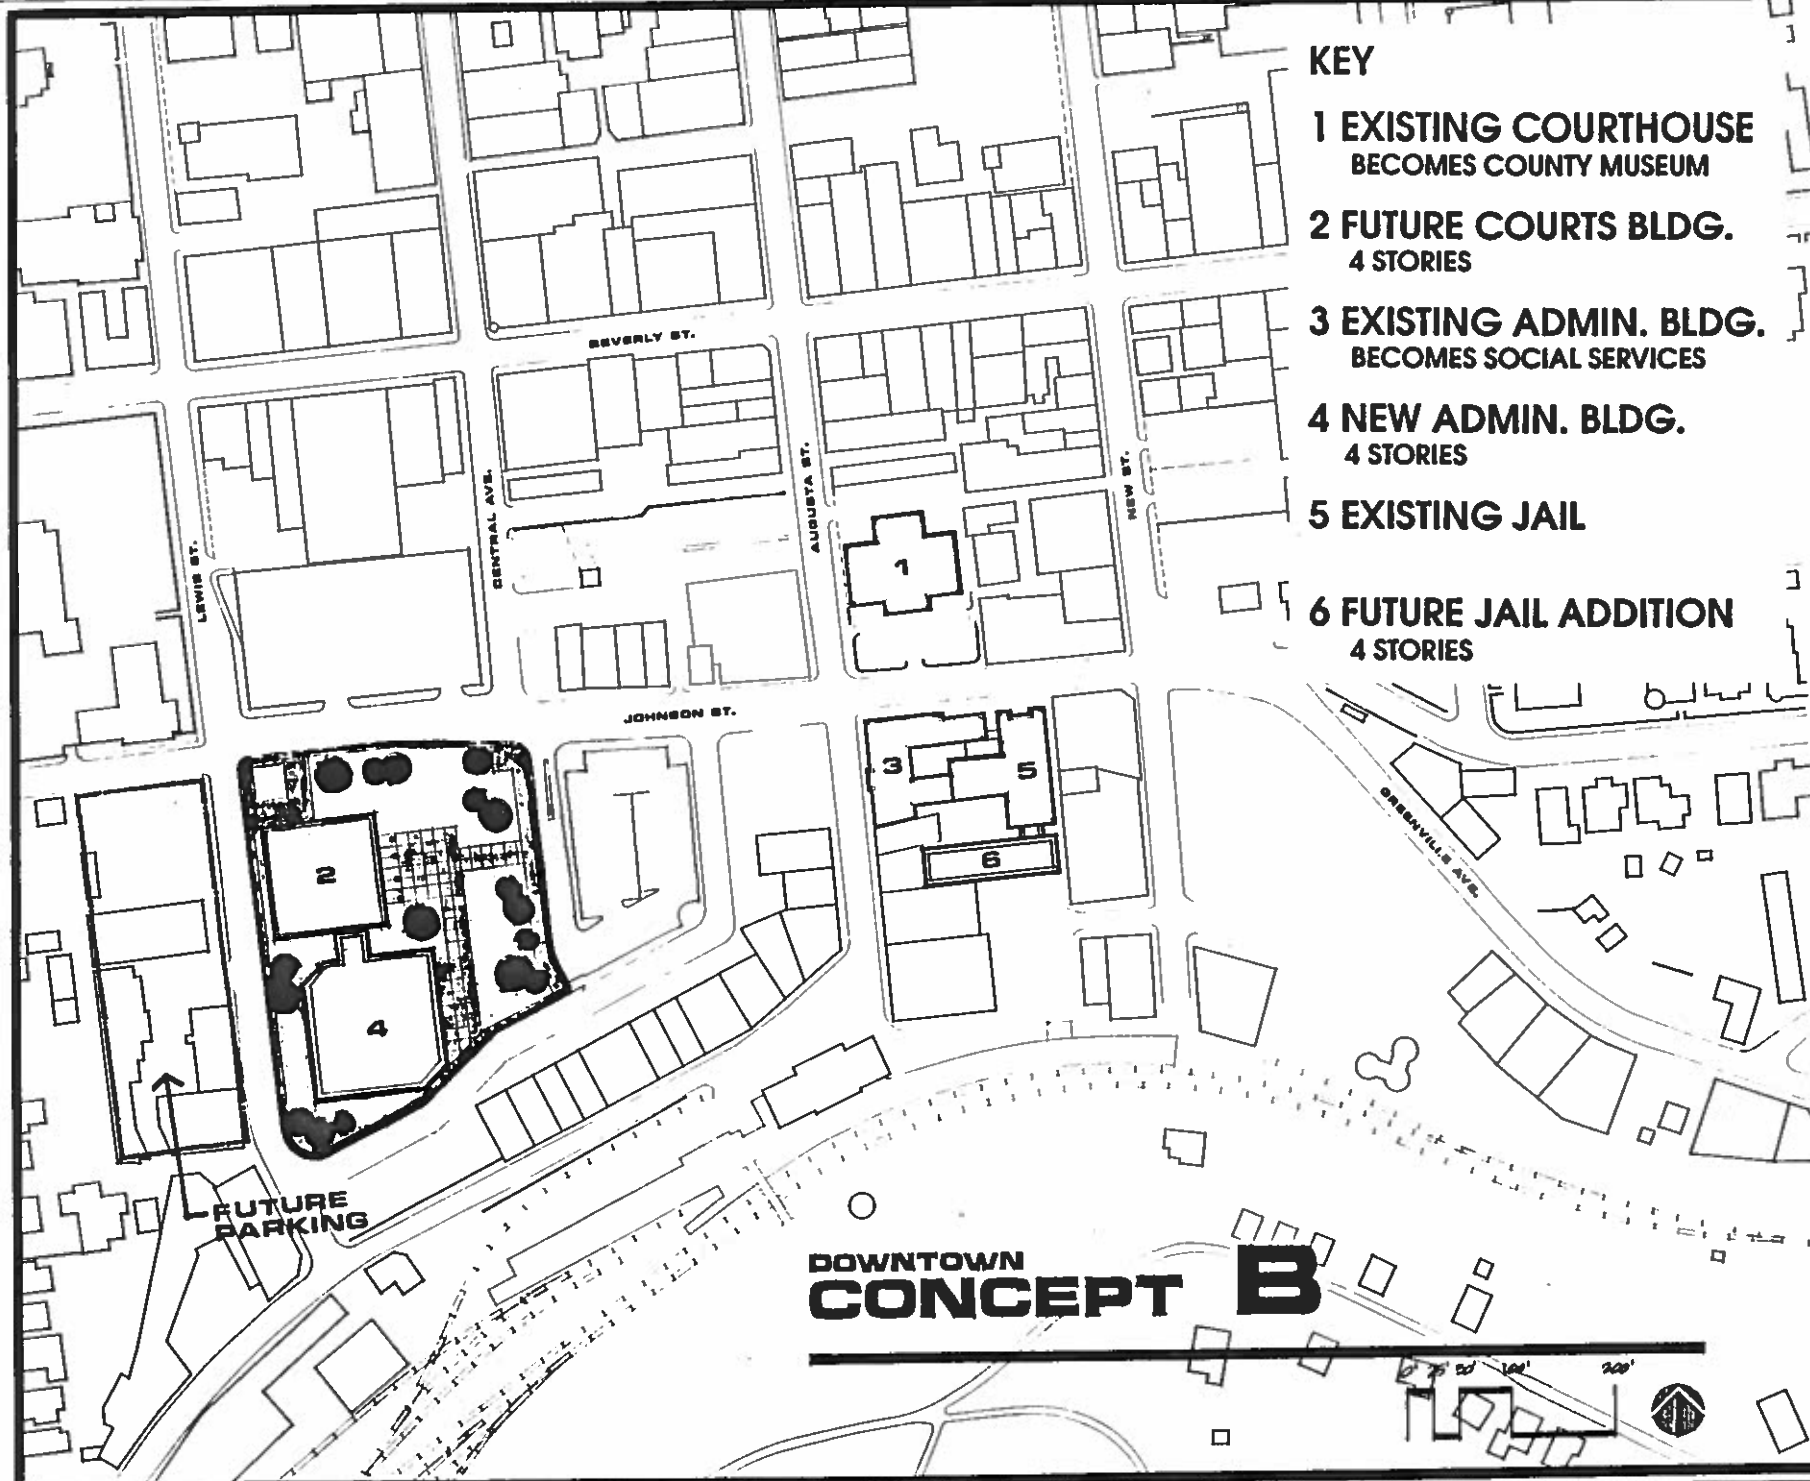 KEY
1 EXISTING COURTHOUSE
BECOMES COUNTY MUSEUM
2 FUTURE COURTS BLDG.
4 STORIES
3 EXISTING ADMIN. BLDG.
BECOMES SOCIAL SERVICES
4 NEW ADMIN. BLDG.
4 STORIES
5 EXISTING JAIL
6 FUTURE JAIL ADDITION
4 STORIES
BEVERLY ST.
LEWIS ST.
CENTRAL AVE.
AUGUSTA ST.
NEW ST.
1
JOHNSON ST.
3
5
GREENVILLE AVE.
2
6
4
FUTURE
PARKING
DOWNTOWN
CONCEPT B
0' 25' 50' 100' 200'